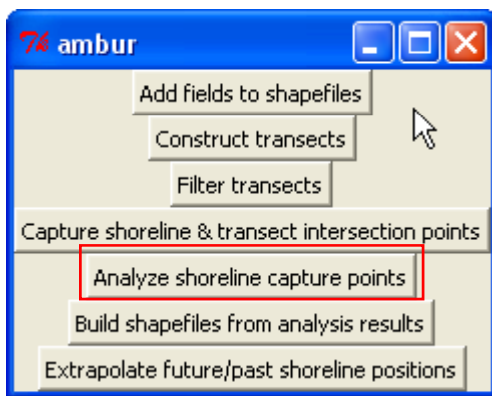 7% ambur
Add fields to shapefiles
Construct transects
Filter transects
Capture shoreline & transect intersection points
Analyze shoreline capture points
Build shapefiles from analysis results
Extrapolate future/past shoreline positions